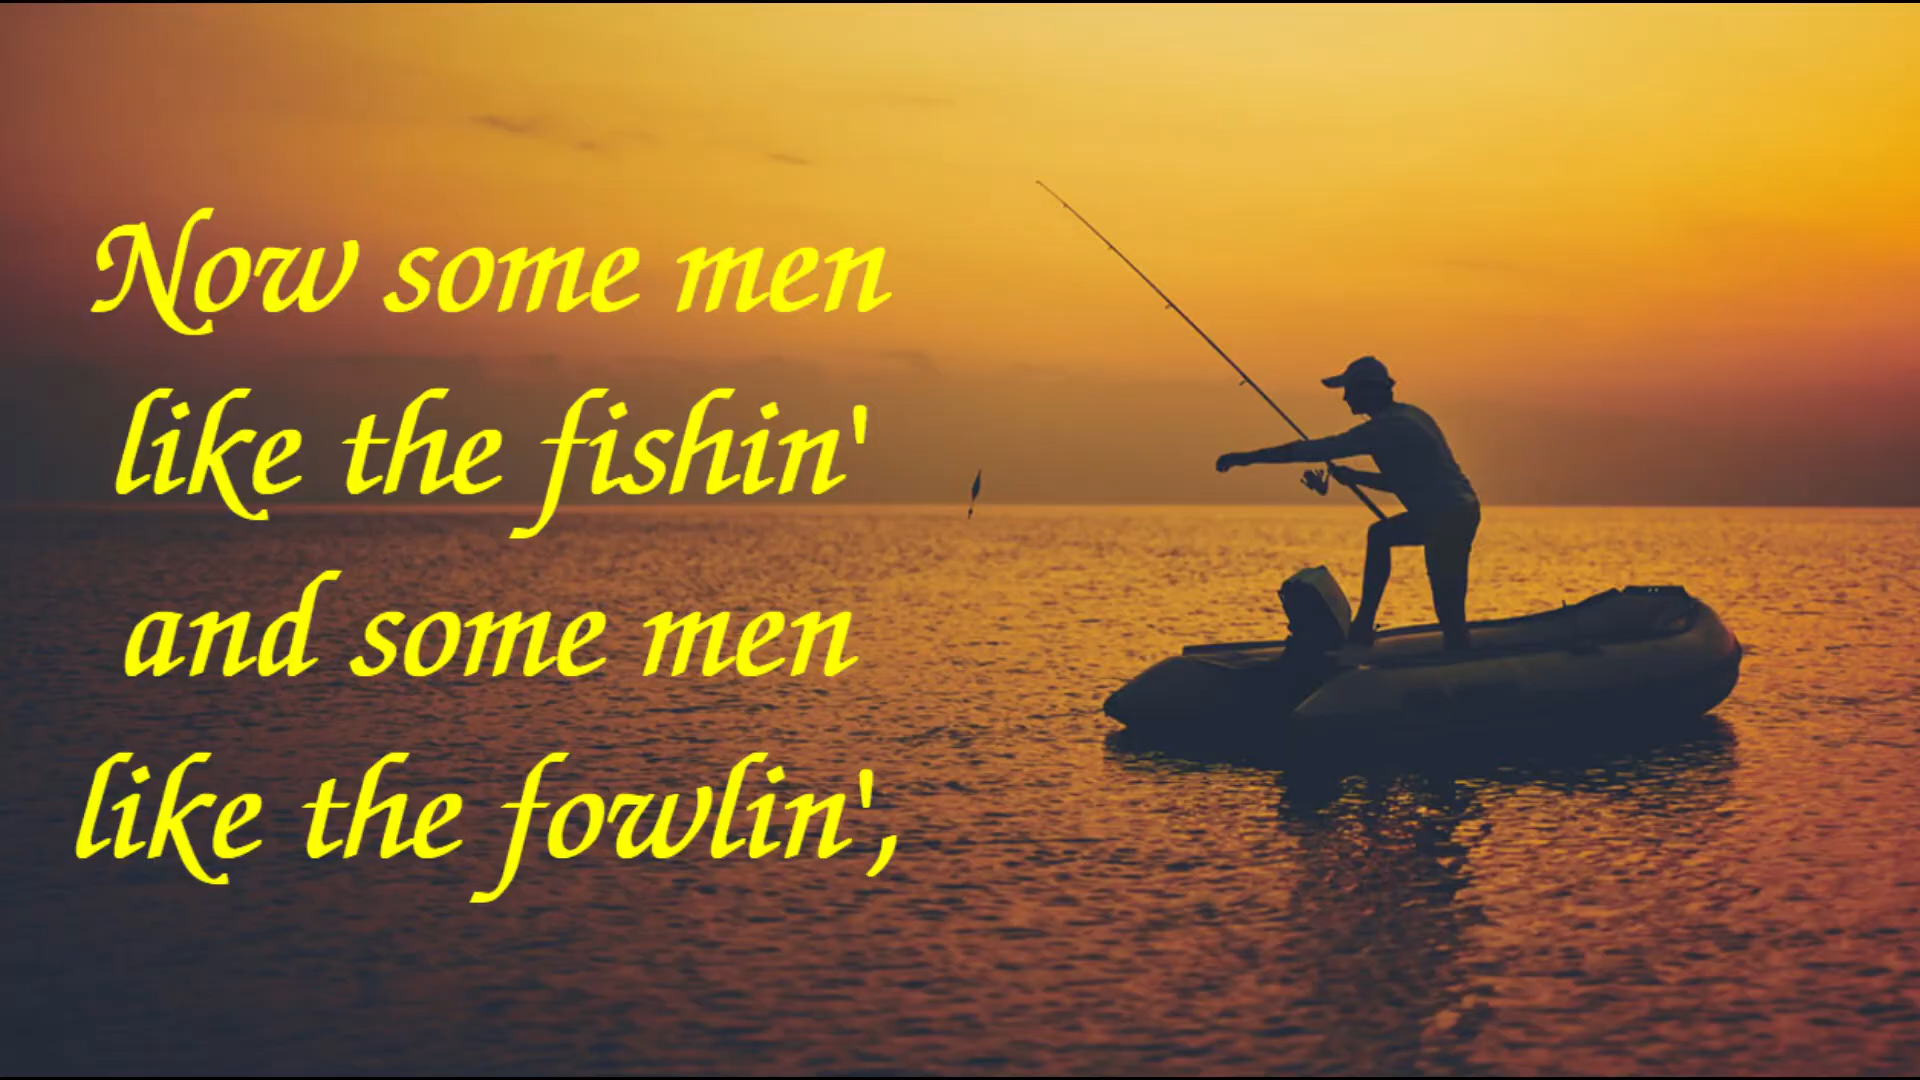 Now some men
like the fishin'
and some men
like the fowlin',